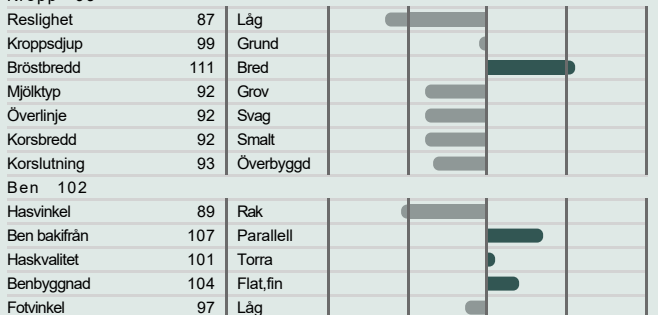 Reslighet 87 Låg
Kroppsdjup 99 Grund
Bröstbredd 111 Bred
Mjölktyp 92 Grov
Överlinje 92 Svag
Korsbredd 92 Smalt
Korslutning 93 Överbyggd
Ben 102
Hasvinkel 89 Rak
Ben bakifrån 107 Parallell
Haskvalitet 101 Torra
Benbyggnad 104 Flat,fin
Fotvinkel 97 Låg